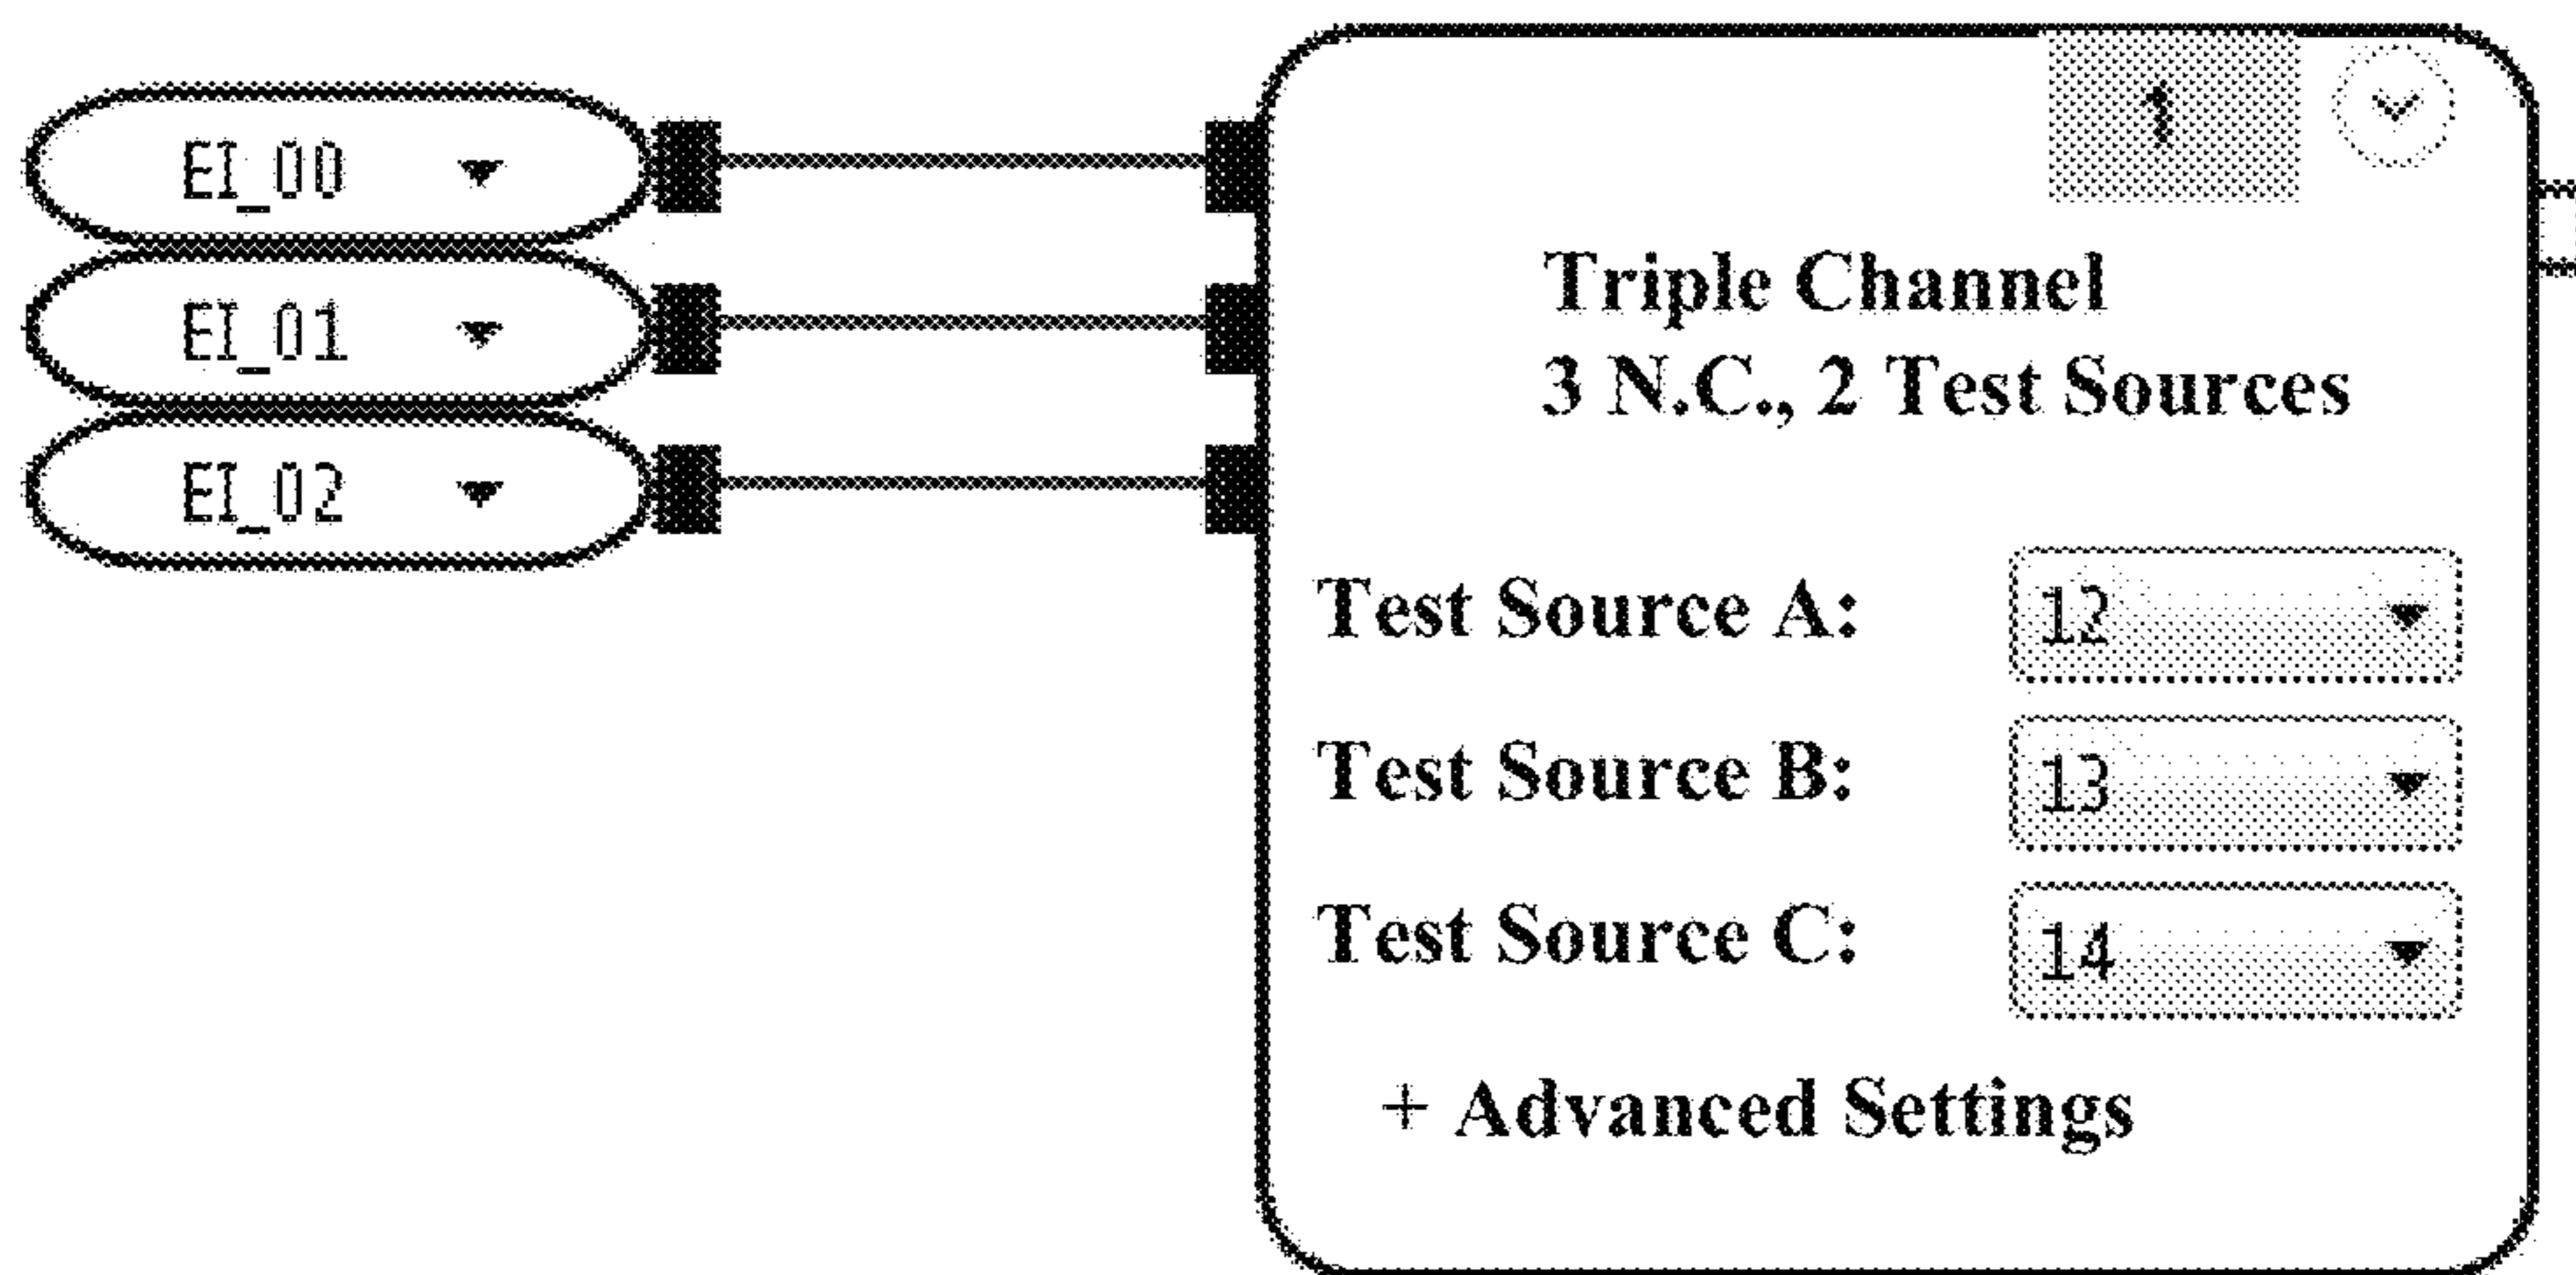 EI_00
EI_01
EI_02
1
Triple Channel
3 N.C., 2 Test Sources
Test Source A: 12
Test Source B: 13
Test Source C: 14
+ Advanced Settings